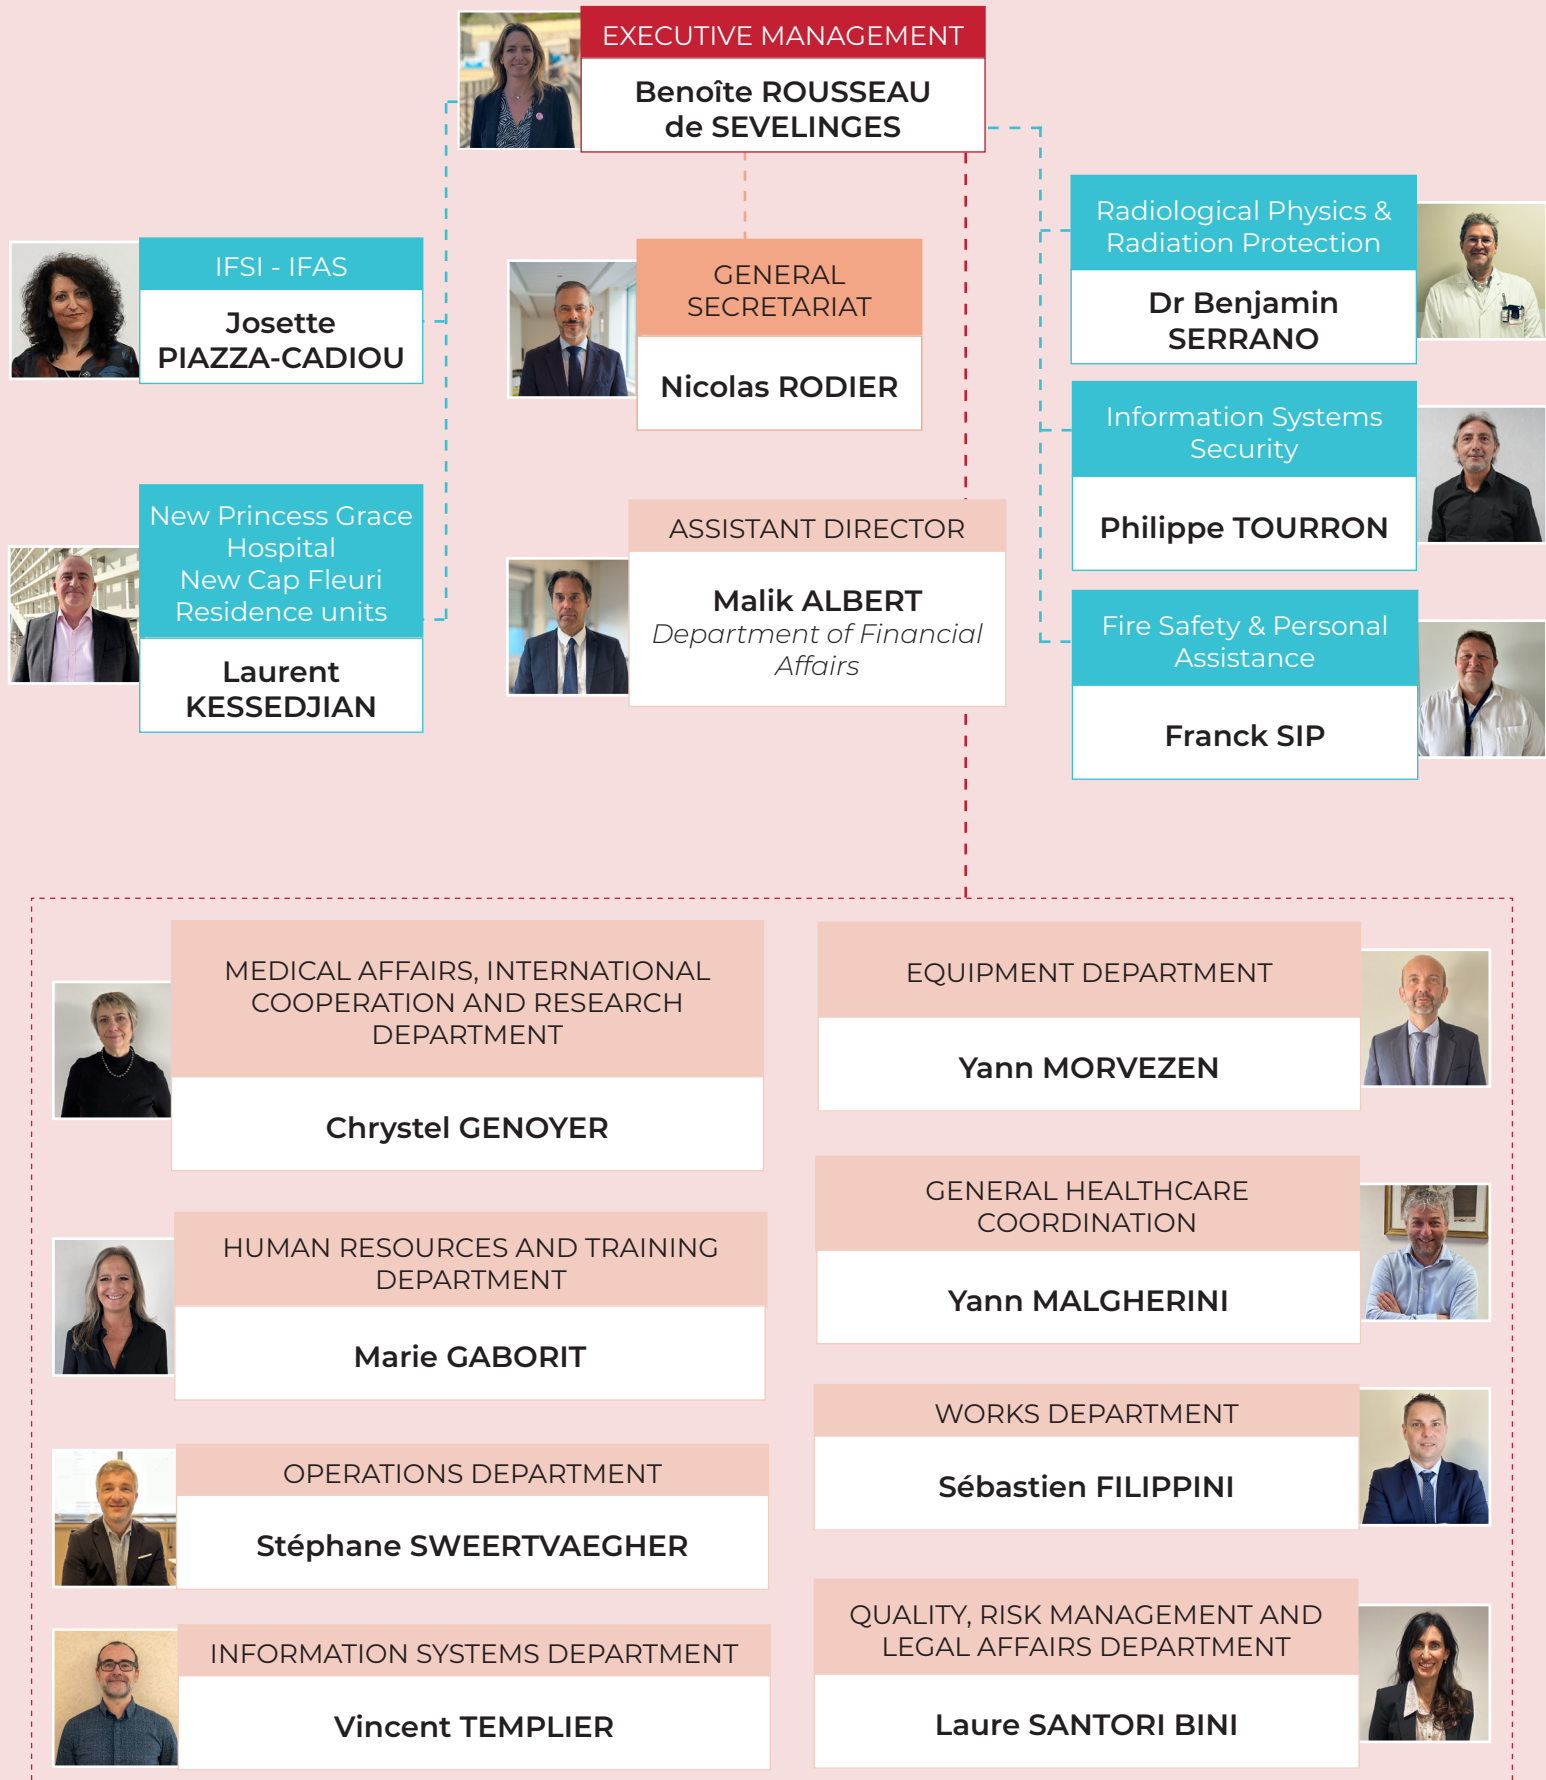 EXECUTIVE MANAGEMENT
Benoîte ROUSSEAU
de SEVELINGES
IFSI - IFAS
Josette
PIAZZA-CADIOU
GENERAL
SECRETARIAT
Nicolas RODIER
Radiological Physics &
Radiation Protection
Dr Benjamin
SERRANO
Information Systems
Security
Philippe TOURRON
New Princess Grace
Hospital
New Cap Fleuri
Residence units
Laurent
KESSEDJIAN
ASSISTANT DIRECTOR
Malik ALBERT
Department of Financial
Affairs
Fire Safety & Personal
Assistance
Franck SIP
MEDICAL AFFAIRS, INTERNATIONAL
COOPERATION AND RESEARCH
DEPARTMENT
Chrystel GENOYER
EQUIPMENT DEPARTMENT
Yann MORVEZEN
HUMAN RESOURCES AND TRAINING
DEPARTMENT
Marie GABORIT
GENERAL HEALTHCARE
COORDINATION
Yann MALGHERINI
OPERATIONS DEPARTMENT
Stéphane SWEERTVAEGHER
WORKS DEPARTMENT
Sébastien FILIPPINI
INFORMATION SYSTEMS DEPARTMENT
Vincent TEMPLIER
QUALITY, RISK MANAGEMENT AND
LEGAL AFFAIRS DEPARTMENT
Laure SANTORI BINI